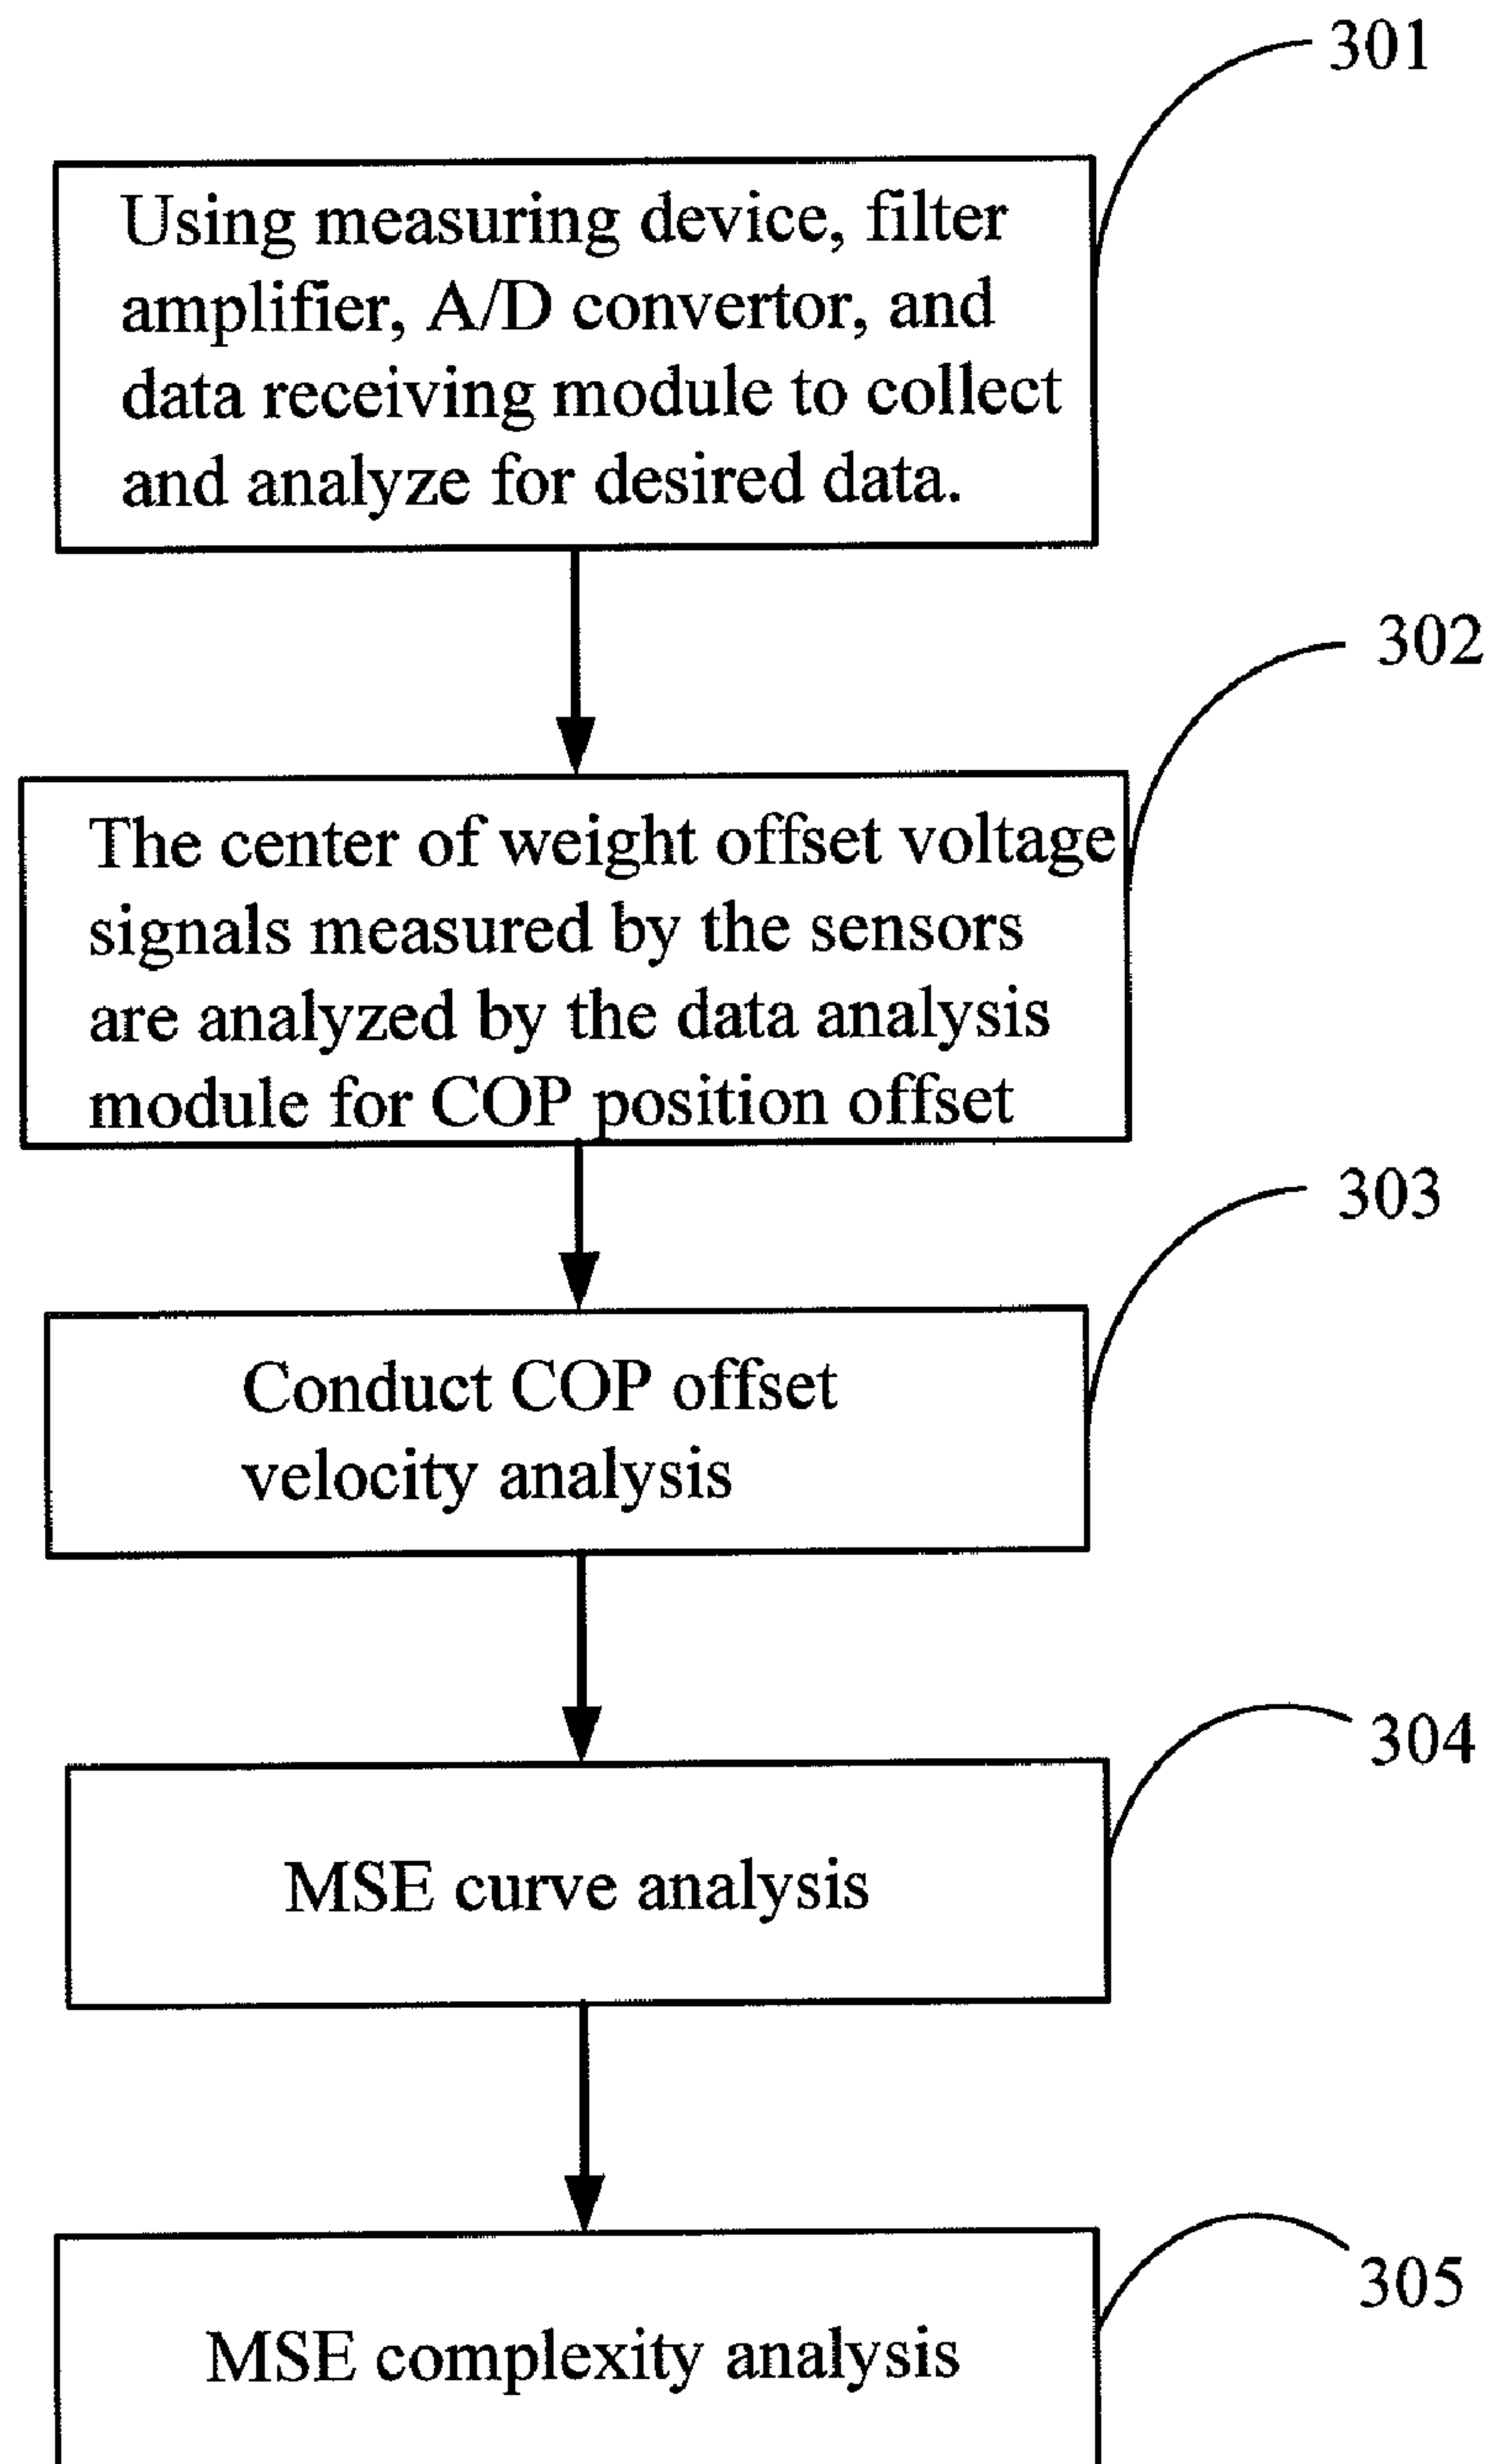 301
Using measuring device, filter
amplifier, A/D convertor, and
data receiving module to collect
and analyze for desired data.
302
The center of weight offset voltage
signals measured by the sensors
are analyzed by the data analysis
module for COP position offset
303
Conduct COP offset
velocity analysis
304
MSE curve analysis
305
MSE complexity analysis